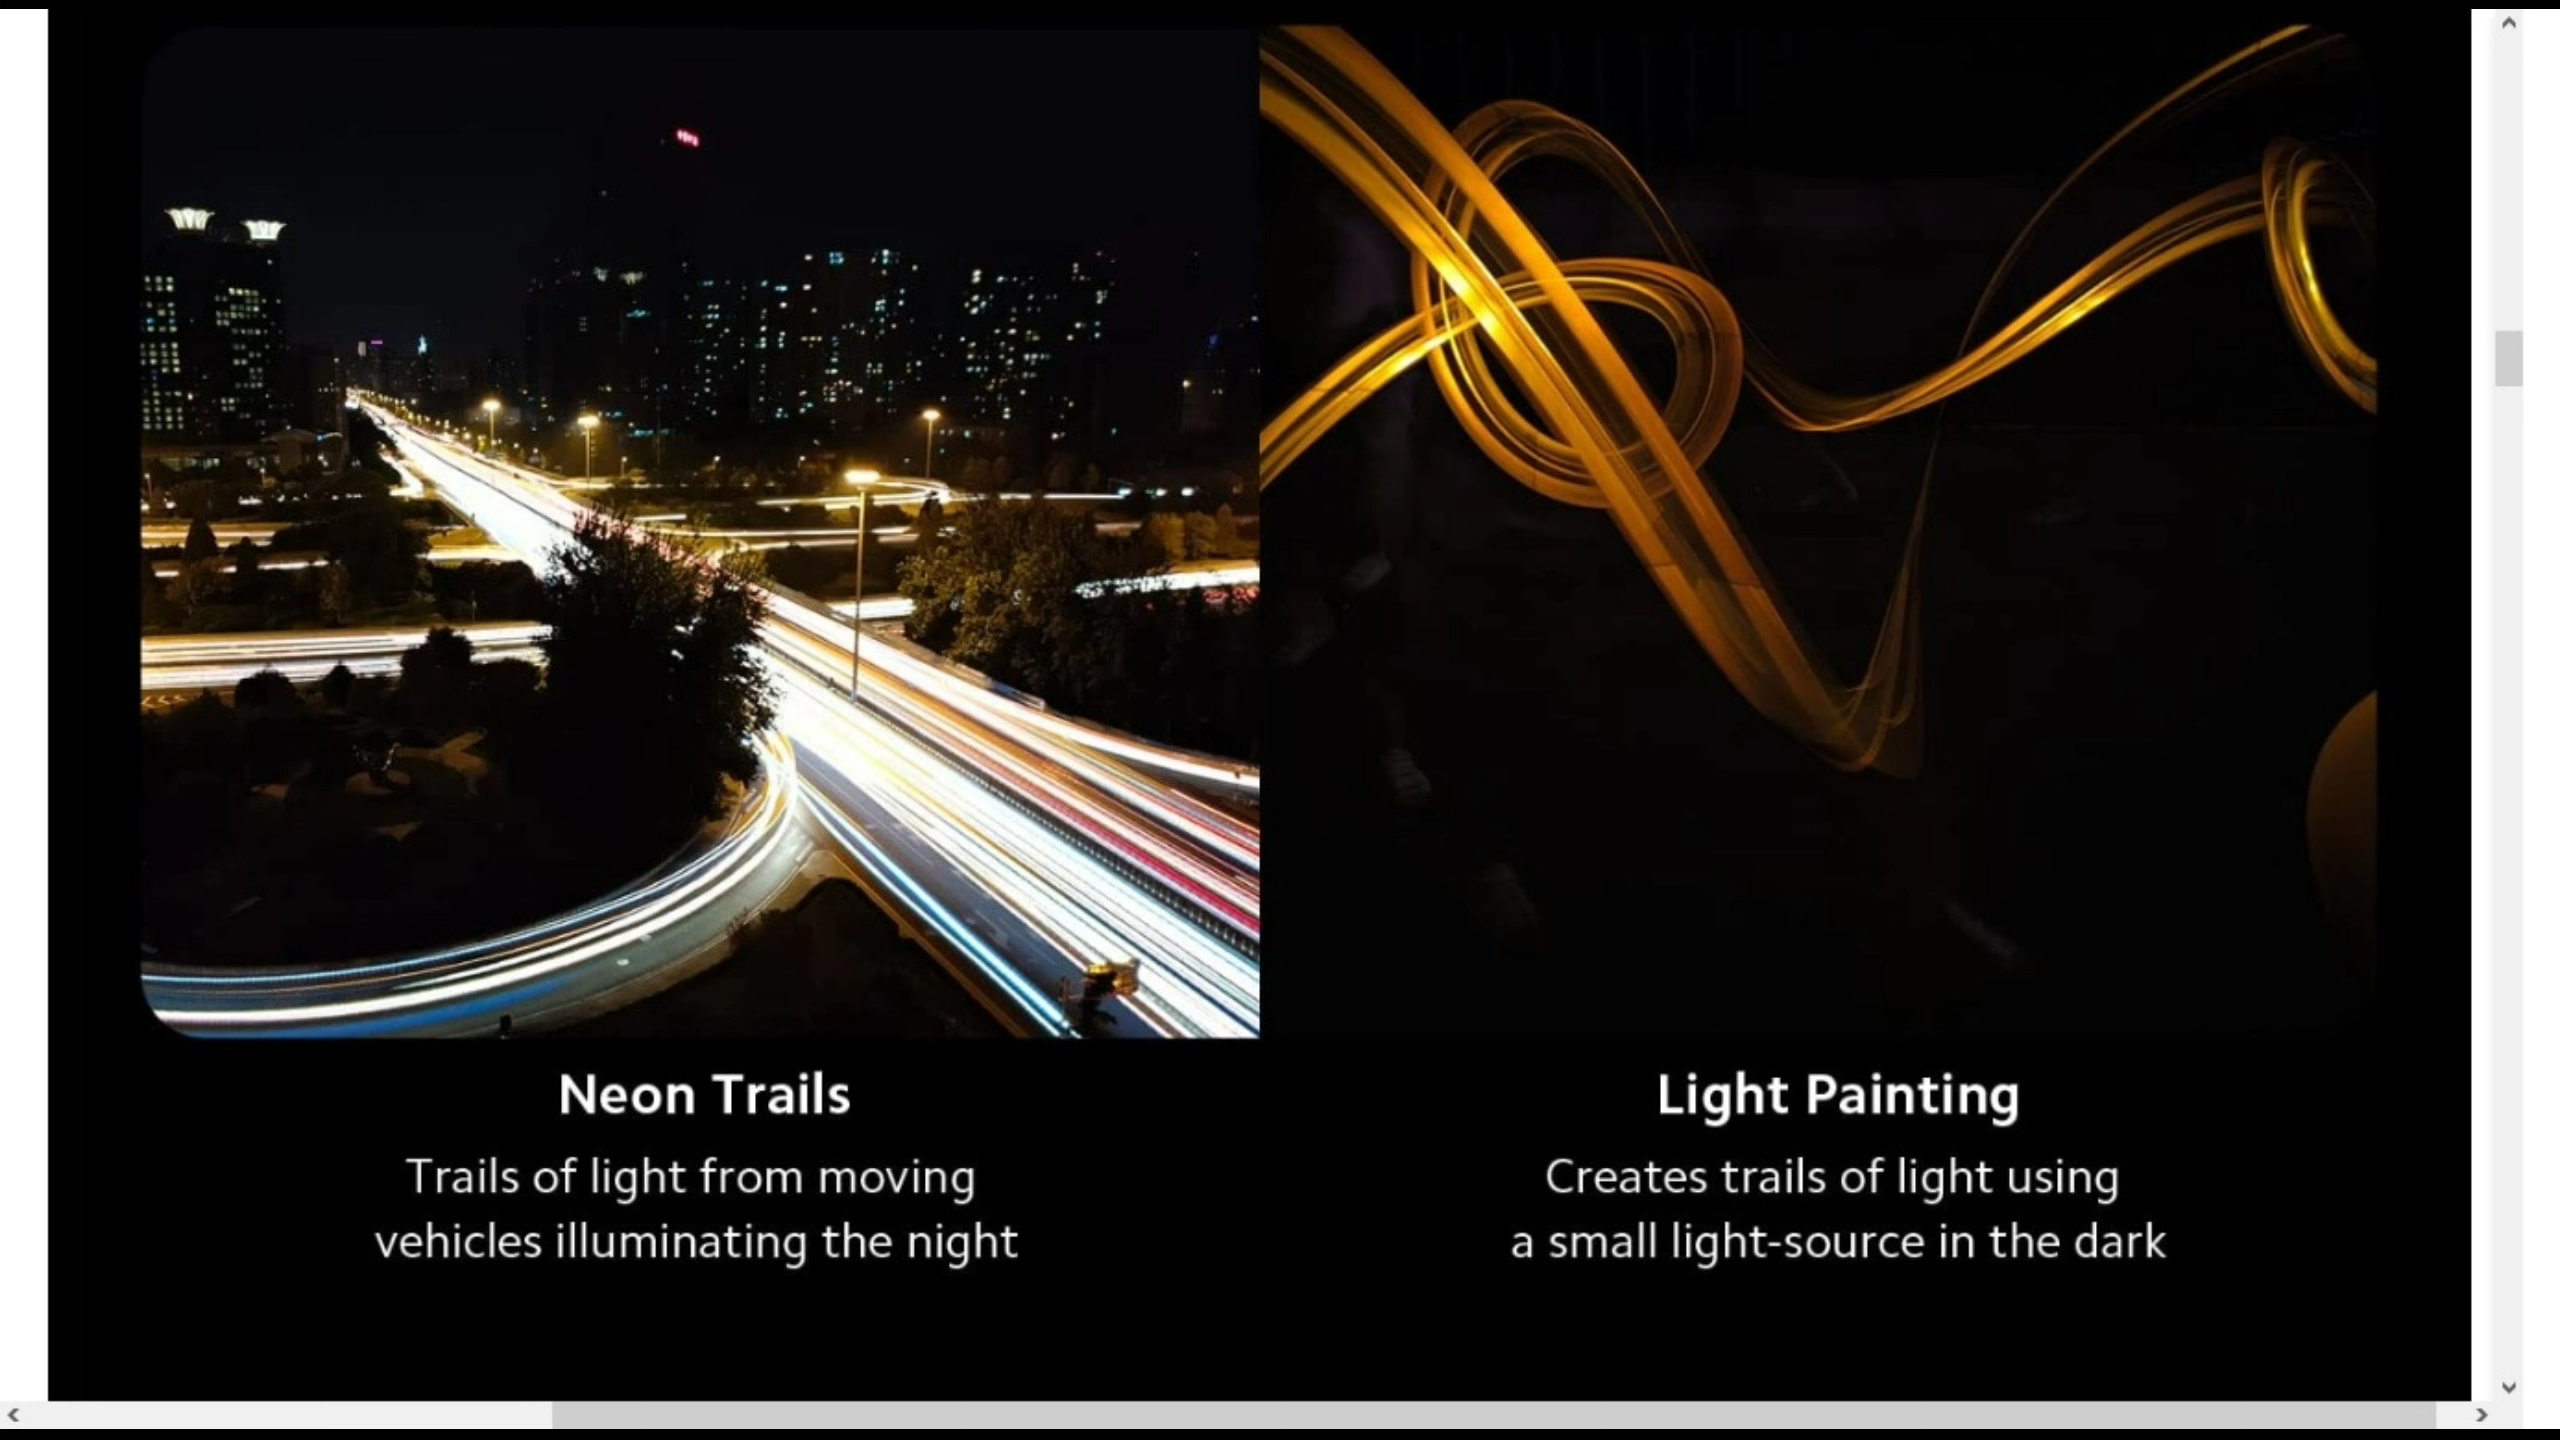 Neon Trails
Trails of light from moving
vehicles illuminating the night
Light Painting
Creates trails of light using
a small light-source in the dark